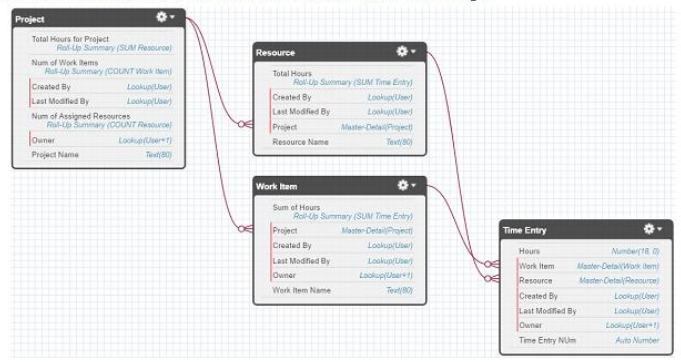 Project
Total Hours for Project
Roll-Up Summary (SUM Resource)
Num of Work Items
Roll-Up Summary (COUNT Work Item)
Created By Lookup(User)
Last Modified By Lookup(User)
Num of Assigned Resources
Roll-Up Summary (COUNT Resource)
Owner Lookup(User+1)
Project Name Text(80)
Resource
Total Hours
Roll-Up Summary (SUM Time Entry)
Created By Lookup(User)
Last Modified By Lookup(User)
Project Master-Detail(Project)
Resource Name Text(80)
Work Item
Sum of Hours
Roll-Up Summary (SUM Time Entry)
Project Master-Detail(Project)
Created By Lookup(User)
Last Modified By Lookup(User)
Owner Lookup(User+1)
Work Item Name Text(80)
Time Entry
Hours Number(18, 0)
Work Item Master-Detail(Work Item)
Resource Master-Detail(Resource)
Created By Lookup(User)
Last Modified By Lookup(User)
Owner Lookup(User+1)
Time Entry NUm Auto Number